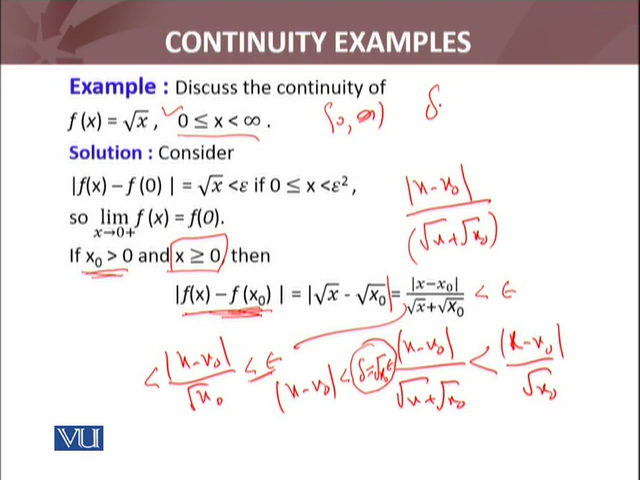 CONTINUITY EXAMPLES
Example : Discuss the continuity of
f (x) = √x , 0 ≤ x < ∞ . [0, ∞) δ
Solution : Consider
|f(x) – f (0) | = √x <ε if 0 ≤ x <ε²,
|x-x₀| / (√x+√x₀)
so lim x→0+ f (x) = f(0).
If x₀ > 0 and x ≥ 0, then
|f(x) – f (x₀) | = |√x - √x₀| = |x–x₀| / √x+√x₀ < ε
< |x-x₀| / √x₀ < ε |x-x₀| < δ=√x₀ε |x-x₀| / √x+√x₀ < |x-x₀| / √x₀
VU